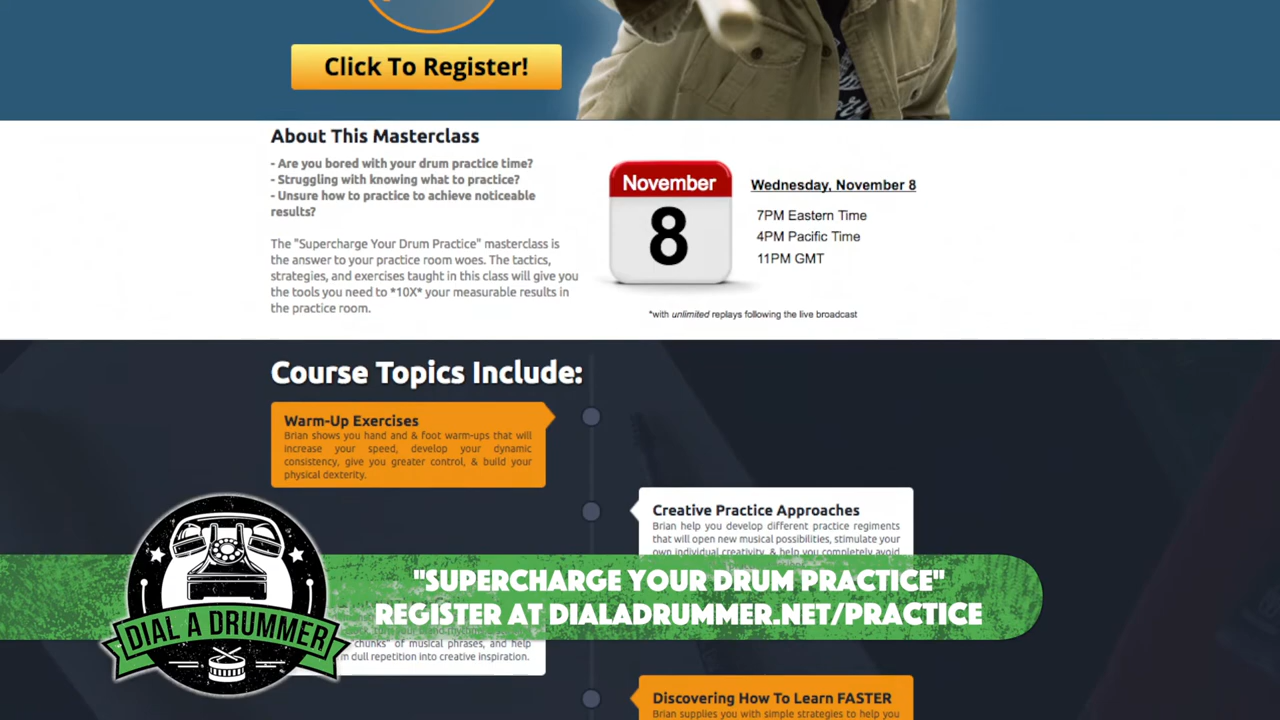 Click To Register!
About This Masterclass
- Are you bored with your drum practice time?
- Struggling with knowing what to practice?
- Unsure how to practice to achieve noticeable
results?
The "Supercharge Your Drum Practice" masterclass is
the answer to your practice room woes. The tactics,
strategies, and exercises taught in this class will give you
the tools you need to *10X* your measurable results in
the practice room.
November
8
Wednesday, November 8
7PM Eastern Time
4PM Pacific Time
11PM GMT
*with unlimited replays following the live broadcast
Course Topics Include:
Warm-Up Exercises
Brian shows you hand and & foot warm-ups that will
increase your speed, develop your dynamic
consistency, give you greater control, & build your
physical dexterity.
Creative Practice Approaches
Brian help you develop different practice regiments
that will open new musical possibilities, stimulate your
own individual creativity, & help you completely avoid
"SUPERCHARGE YOUR DRUM PRACTICE"
REGISTER AT DIALADRUMMER.NET/PRACTICE
DIAL A DRUMMER
"chunks" of musical phrases, and help
dull repetition into creative inspiration.
Discovering How To Learn FASTER
Brian supplies you with simple strategies to help you